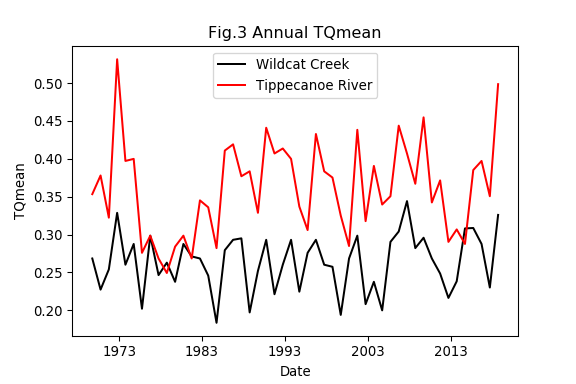 Fig.3 Annual TQmean
Wildcat Creek
Tippecanoe River
0.50
0.45
0.40
0.35
0.30
0.25
0.20
TQmean
1973 1983 1993 2003 2013
Date